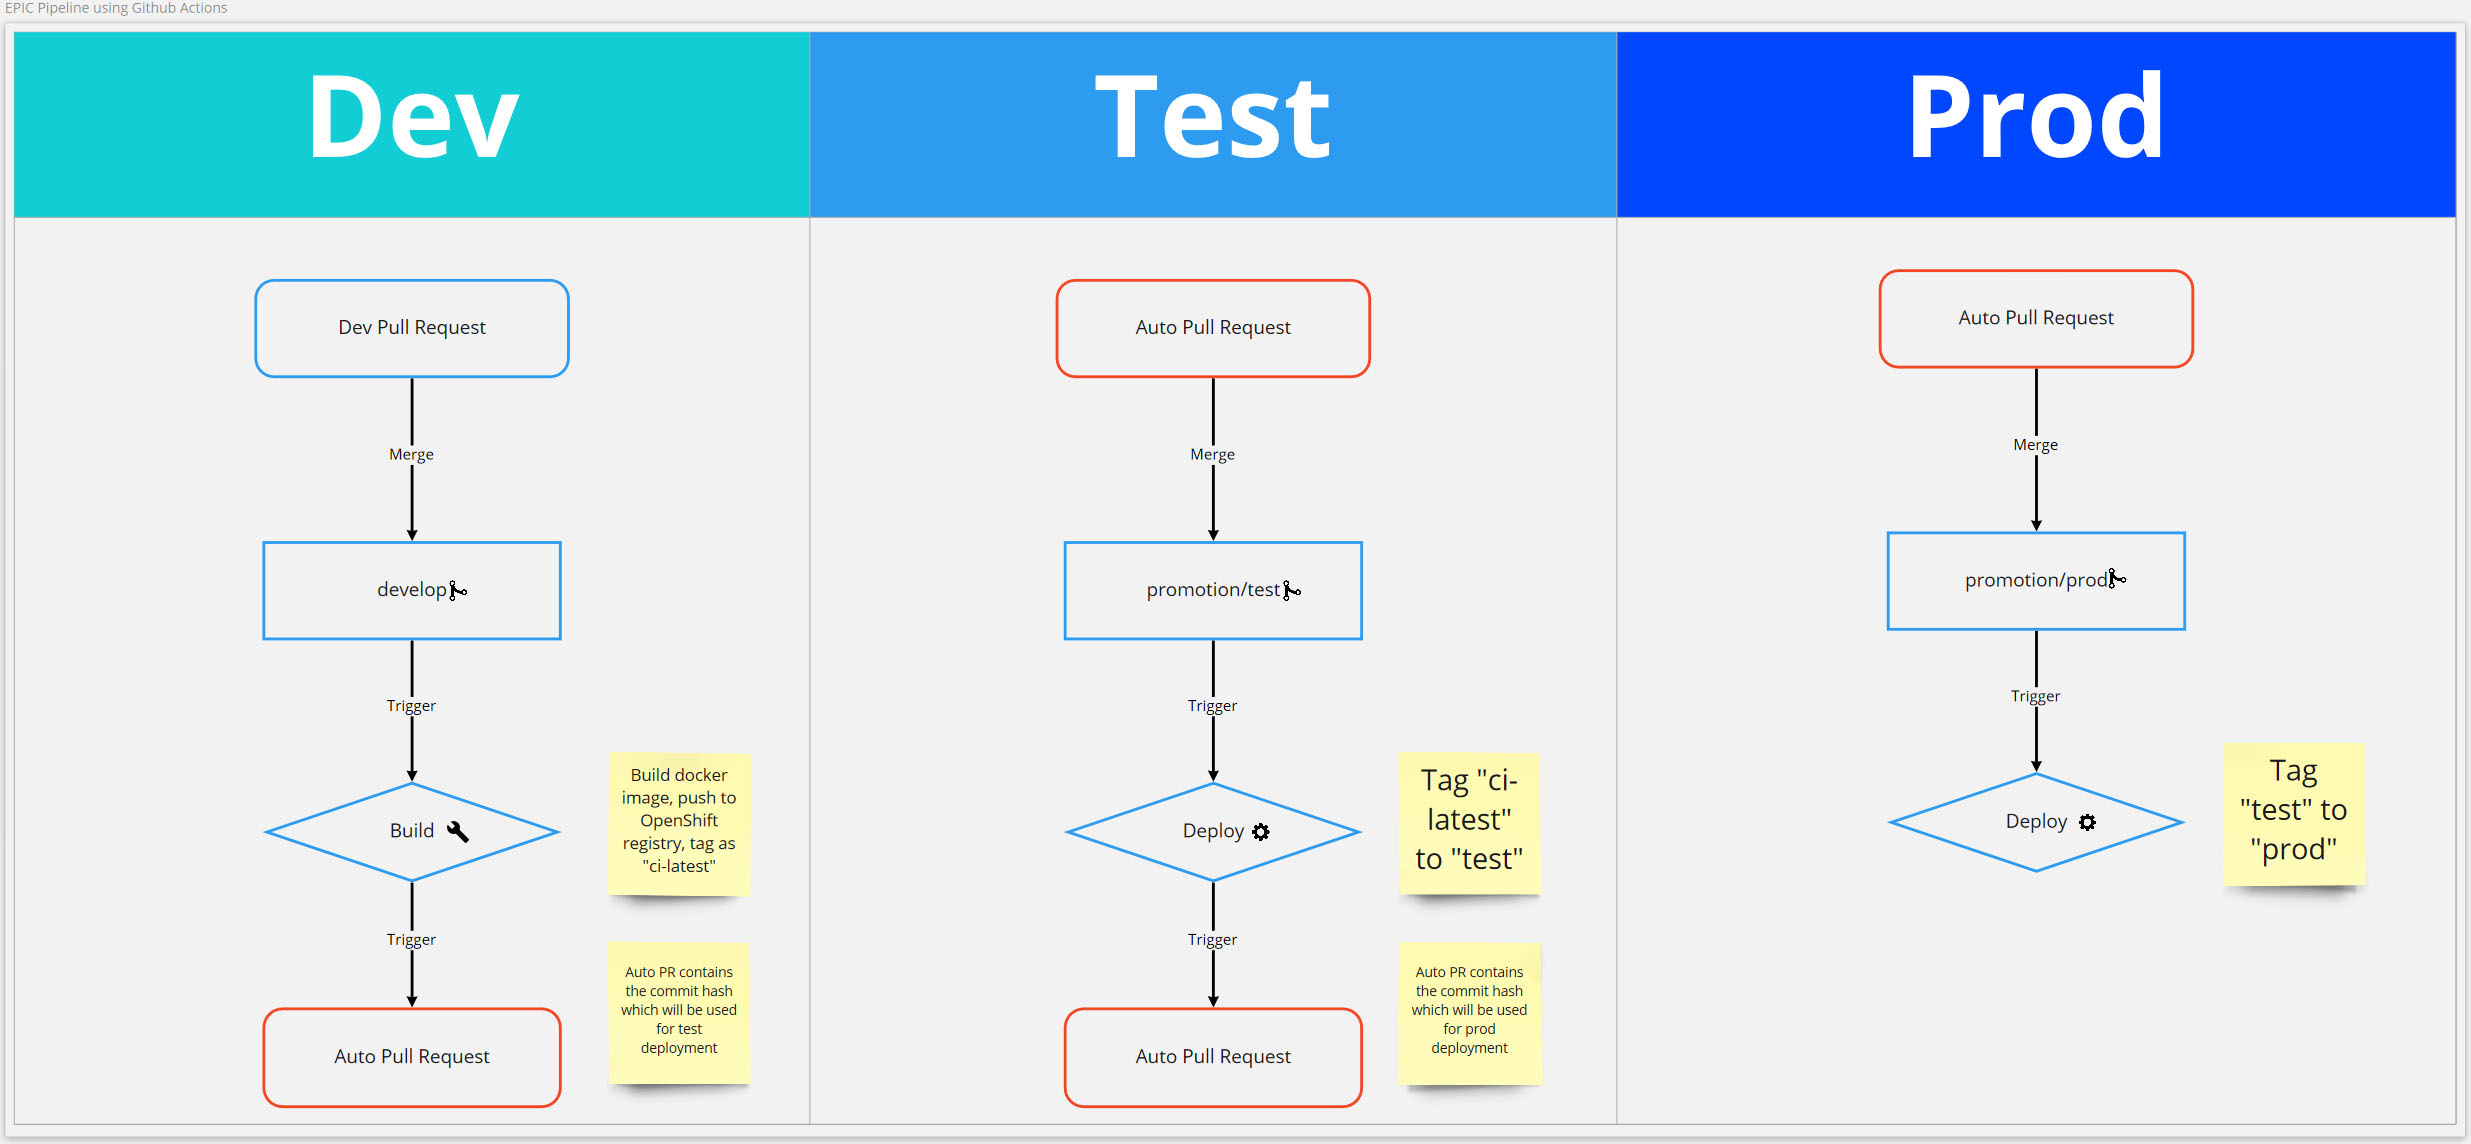 EPIC Pipeline using Github Actions
Dev
Test
Prod
Dev Pull Request
Merge
develop
Trigger
Build
Build docker
image, push to
OpenShift
registry, tag as
"ci-latest"
Trigger
Auto PR contains
the commit hash
which will be used
for test
deployment
Auto Pull Request
Auto Pull Request
Merge
promotion/test
Trigger
Deploy
Tag "ci-
latest"
to "test"
Trigger
Auto PR contains
the commit hash
which will be used
for prod
deployment
Auto Pull Request
Auto Pull Request
Merge
promotion/prod
Trigger
Deploy
Tag
"test" to
"prod"